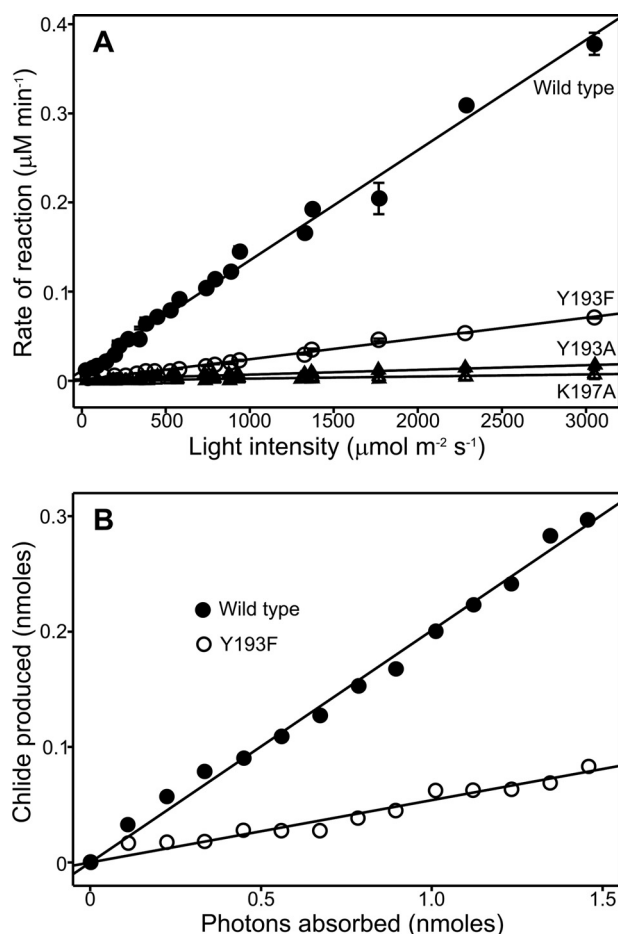 A
Rate of reaction (μM min⁻¹)
0.4
0.3
0.2
0.1
0
Wild type
Y193F
Y193A
K197A
0 500 1000 1500 2000 2500 3000
Light intensity (μmol m⁻² s⁻¹)
B
Chlide produced (nmoles)
0.3
0.2
0.1
0
Wild type
Y193F
0 0.5 1.0 1.5
Photons absorbed (nmoles)